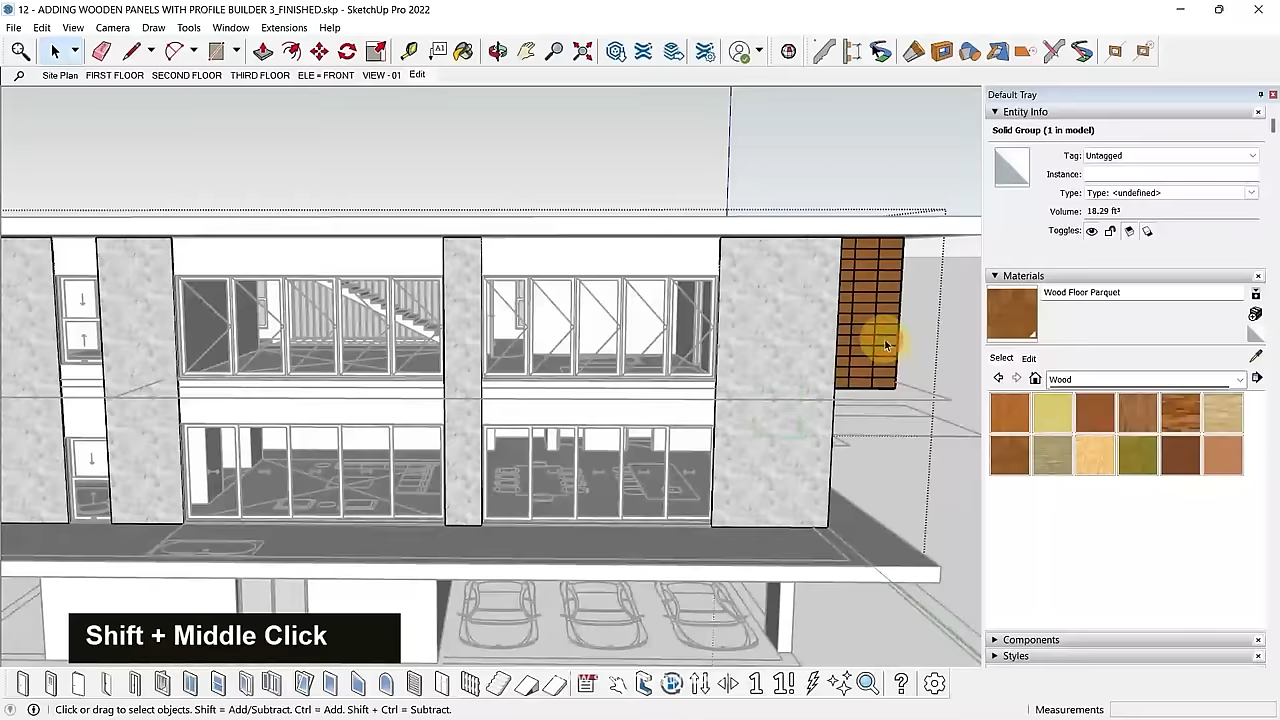 12 - ADDING WOODEN PANELS WITH PROFILE BUILDER 3_FINISHED.skp - SketchUp Pro 2022
File Edit View Camera Draw Tools Window Extensions Help
Site Plan FIRST FLOOR SECOND FLOOR THIRD FLOOR ELE = FRONT VIEW - 01 Edit
Default Tray
Entity Info
Solid Group (1 in model)
Tag: Untagged
Instance:
Type: Type: <undefined>
Volume: 18.29 ft³
Toggles:
Materials
Wood Floor Parquet
Select Edit
Wood
Components
Styles
Shift + Middle Click
Click or drag to select objects. Shift = Add/Subtract. Ctrl = Add. Shift + Ctrl = Subtract.
Measurements